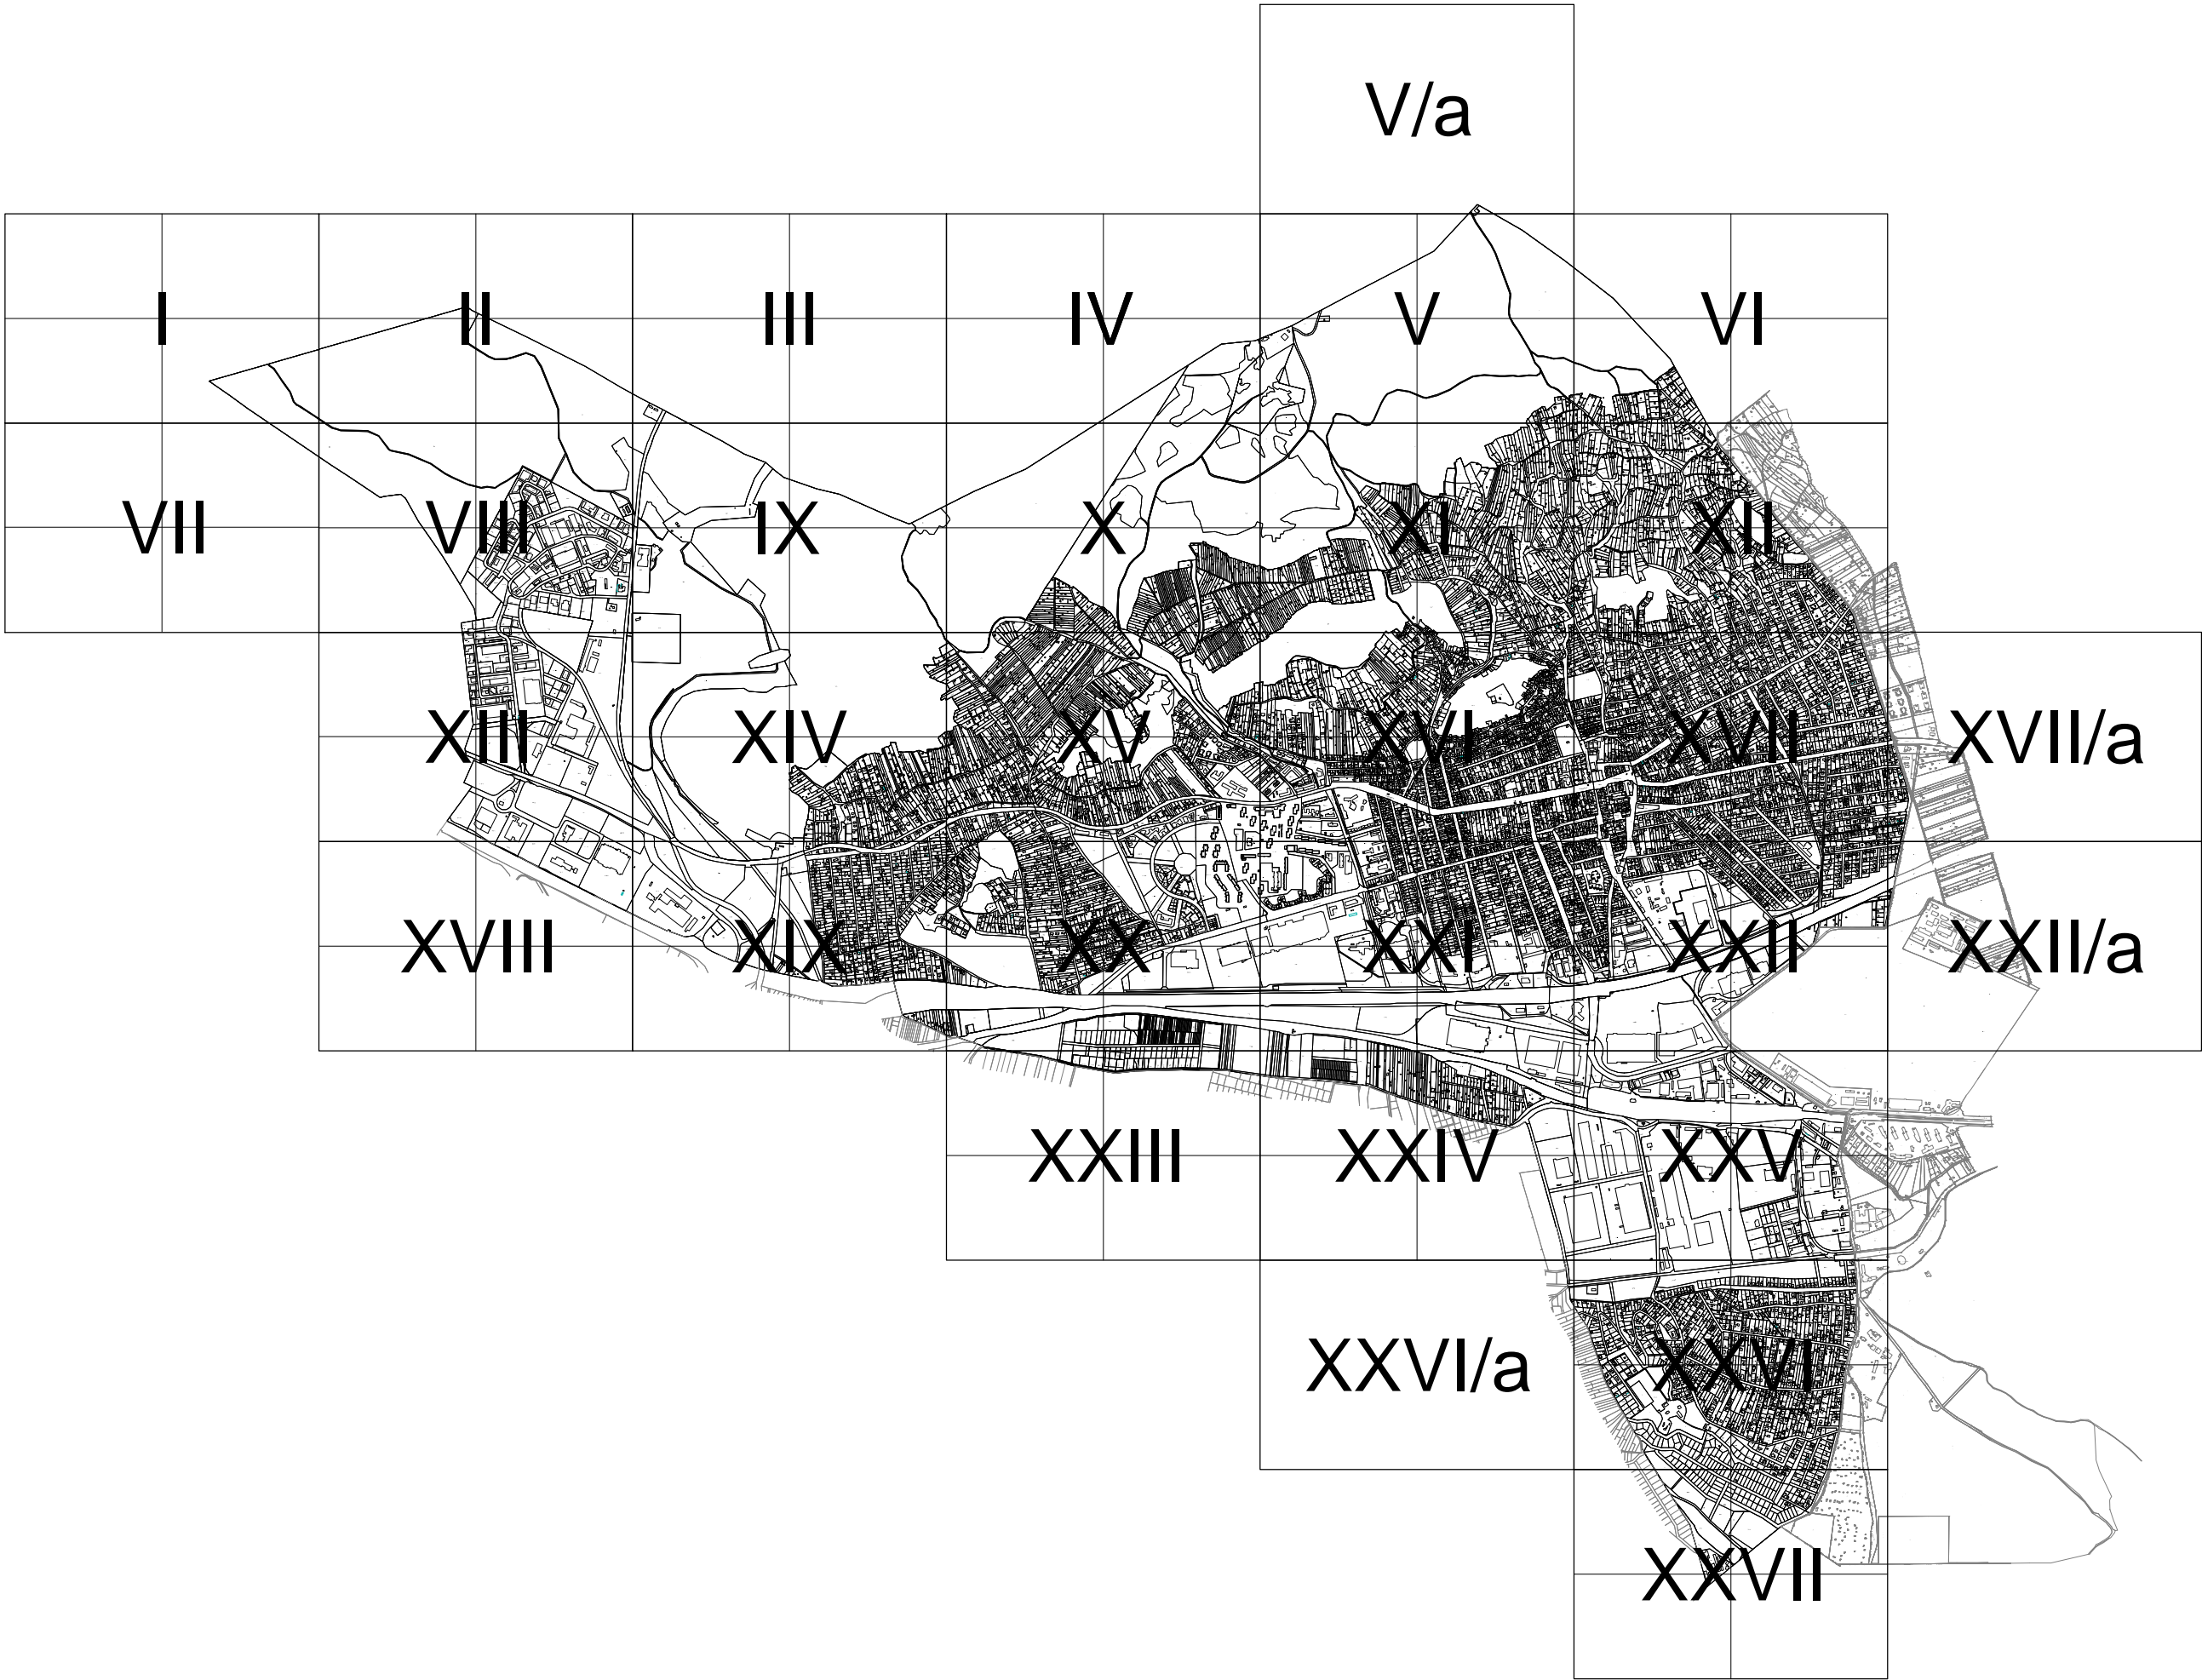 V/a
I II III IV V VI
VII VIII IX X XI XII
XIII XIV XV XVI XVII XVII/a
XVIII XIX XX XXI XXII XXII/a
XXIII XXIV XXV
XXVI/a XXVI
XXVII